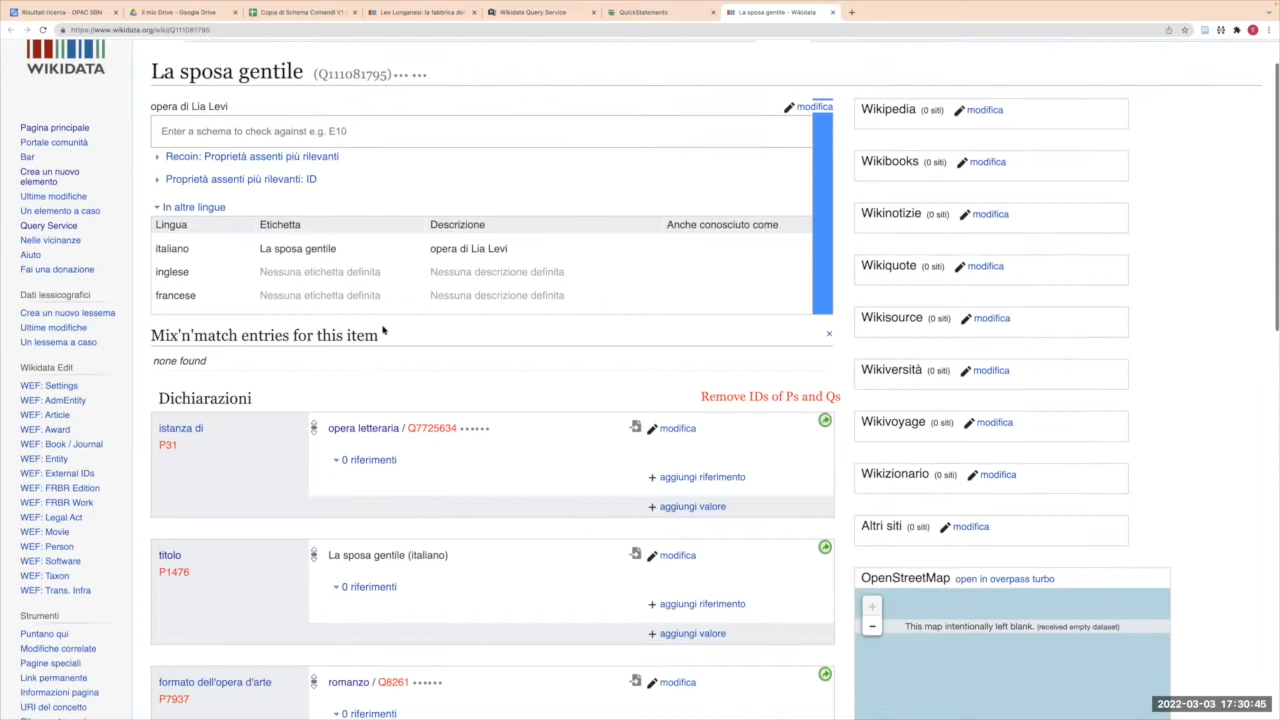 Risultati ricerca - OPAC SBN
Il mio Drive - Google Drive
Copia di Schema Comandi V1
Leo Longanesi: la fabbrica de
Wikidata Query Service
QuickStatements
La sposa gentile - Wikidata
https://www.wikidata.org/wiki/Q111081795
WIKIDATA
Pagina principale
Portale comunità
Bar
Crea un nuovo
elemento
Ultime modifiche
Un elemento a caso
Query Service
Nelle vicinanze
Aiuto
Fai una donazione
Dati lessicografici
Crea un nuovo lessema
Ultime modifiche
Un lessema a caso
Wikidata Edit
WEF: Settings
WEF: AdmEntity
WEF: Article
WEF: Award
WEF: Book / Journal
WEF: Entity
WEF: External IDs
WEF: FRBR Edition
WEF: FRBR Work
WEF: Legal Act
WEF: Movie
WEF: Person
WEF: Software
WEF: Taxon
WEF: Trans. Infra
Strumenti
Puntano qui
Modifiche correlate
Pagine speciali
Link permanente
Informazioni pagina
URI del concetto
La sposa gentile (Q111081795)
opera di Lia Levi
modifica
Enter a schema to check against e.g. E10
Recoin: Proprietà assenti più rilevanti
Proprietà assenti più rilevanti: ID
In altre lingue
Lingua Etichetta Descrizione Anche conosciuto come
italiano La sposa gentile opera di Lia Levi
inglese Nessuna etichetta definita Nessuna descrizione definita
francese Nessuna etichetta definita Nessuna descrizione definita
Mix'n'match entries for this item
none found
Dichiarazioni
Remove IDs of Ps and Qs
istanza di
P31
opera letteraria / Q7725634
modifica
0 riferimenti
+ aggiungi riferimento
+ aggiungi valore
titolo
P1476
La sposa gentile (italiano)
modifica
0 riferimenti
+ aggiungi riferimento
+ aggiungi valore
formato dell'opera d'arte
P7937
romanzo / Q8261
modifica
0 riferimenti
Wikipedia (0 siti) modifica
Wikibooks (0 siti) modifica
Wikinotizie (0 siti) modifica
Wikiquote (0 siti) modifica
Wikisource (0 siti) modifica
Wikiversità (0 siti) modifica
Wikivoyage (0 siti) modifica
Wikizionario (0 siti) modifica
Altri siti (0 siti) modifica
OpenStreetMap open in overpass turbo
+
−
This map intentionally left blank. (received empty dataset)
2022-03-03 17:30:45